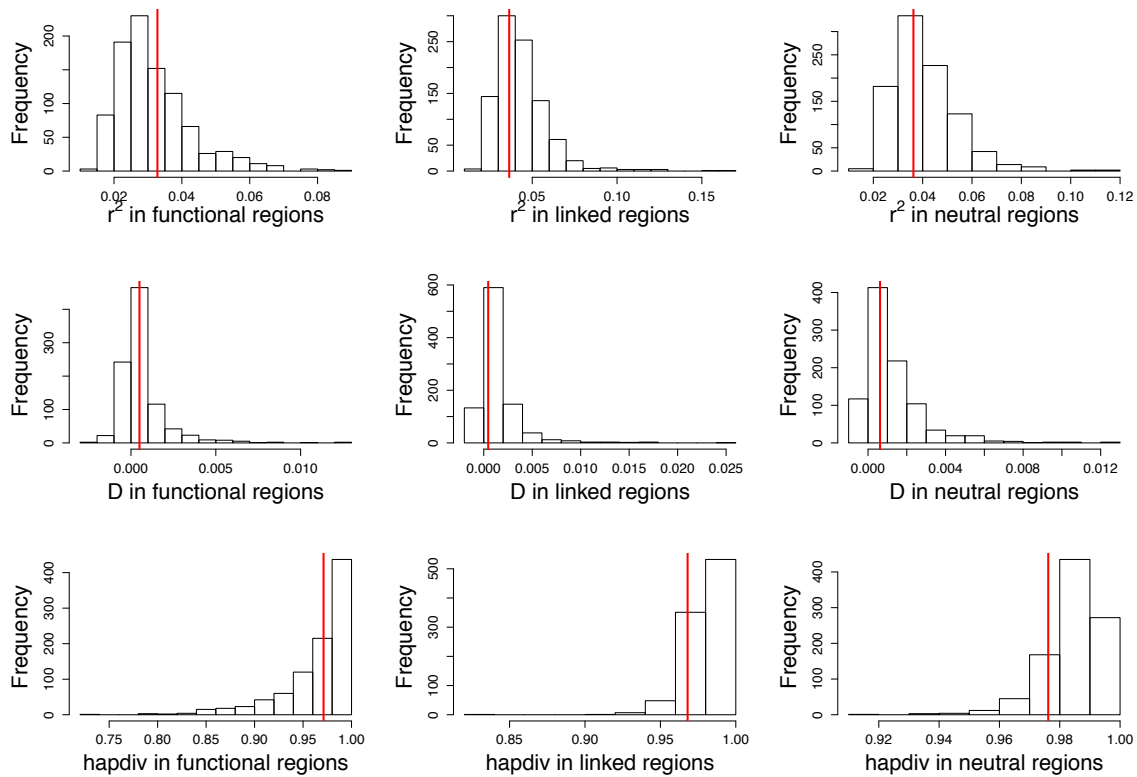 Frequency
0 50 100 200
0.02 0.04 0.06 0.08
r² in functional regions
Frequency
0 50 150 250
0.05 0.10 0.15
r² in linked regions
Frequency
0 50 150 250
0.02 0.04 0.06 0.08 0.10 0.12
r² in neutral regions
Frequency
0 100 300
0.000 0.005 0.010
D in functional regions
Frequency
0 200 400 600
0.000 0.005 0.010 0.015 0.020 0.025
D in linked regions
Frequency
0 100 200 300 400
0.000 0.004 0.008 0.012
D in neutral regions
Frequency
0 100 200 300 400
0.75 0.80 0.85 0.90 0.95 1.00
hapdiv in functional regions
Frequency
0 100 300 500
0.85 0.90 0.95 1.00
hapdiv in linked regions
Frequency
0 100 200 300 400
0.92 0.94 0.96 0.98 1.00
hapdiv in neutral regions